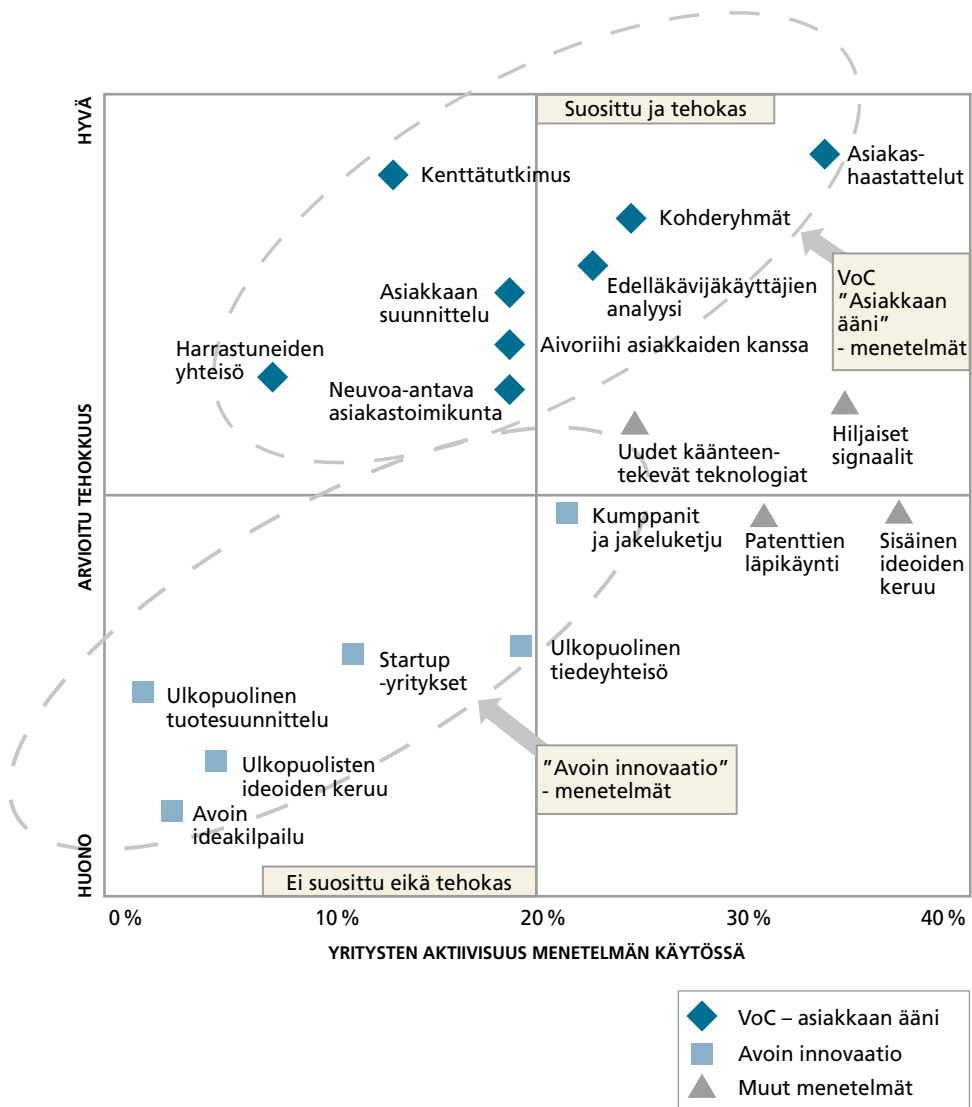 HYVÄ
ARVIOITU TEHOKKUUS
HUONO
Suosittu ja tehokas
Kenttätutkimus
Asiakas-
haastattelut
Kohderyhmät
Edelläkävijäkäyttäjien
analyysi
VoC
”Asiakkaan
ääni”
- menetelmät
Asiakkaan
suunnittelu
Aivoriihi asiakkaiden kanssa
Harrastuneiden
yhteisö
Neuvoa-antava
asiakastoimikunta
Uudet käänteen-
tekevät teknologiat
Hiljaiset
signaalit
Kumppanit
ja jakeluketju
Patenttien
läpikäynti
Sisäinen
ideoiden
keruu
Startup
-yritykset
Ulkopuolinen
tiedeyhteisö
Ulkopuolinen
tuotesuunnittelu
Ulkopuolisten
ideoiden keruu
”Avoin innovaatio”
- menetelmät
Avoin
ideakilpailu
Ei suosittu eikä tehokas
0 % 10 % 20 % 30 % 40 %
YRITYSTEN AKTIIVISUUS MENETELMÄN KÄYTÖSSÄ
VoC – asiakkaan ääni
Avoin innovaatio
Muut menetelmät